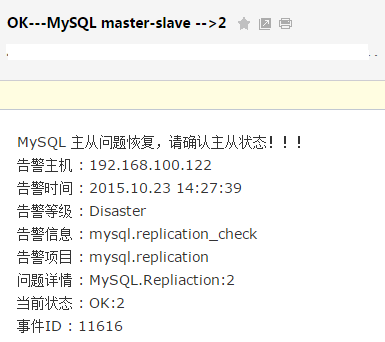 OK---MySQL master-slave -->2
MySQL 主从问题恢复，请确认主从状态！！！
告警主机：192.168.100.122
告警时间：2015.10.23 14:27:39
告警等级：Disaster
告警信息：mysql.replication_check
告警项目：mysql.replication
问题详情：MySQL.Repliaction:2
当前状态：OK:2
事件ID：11616